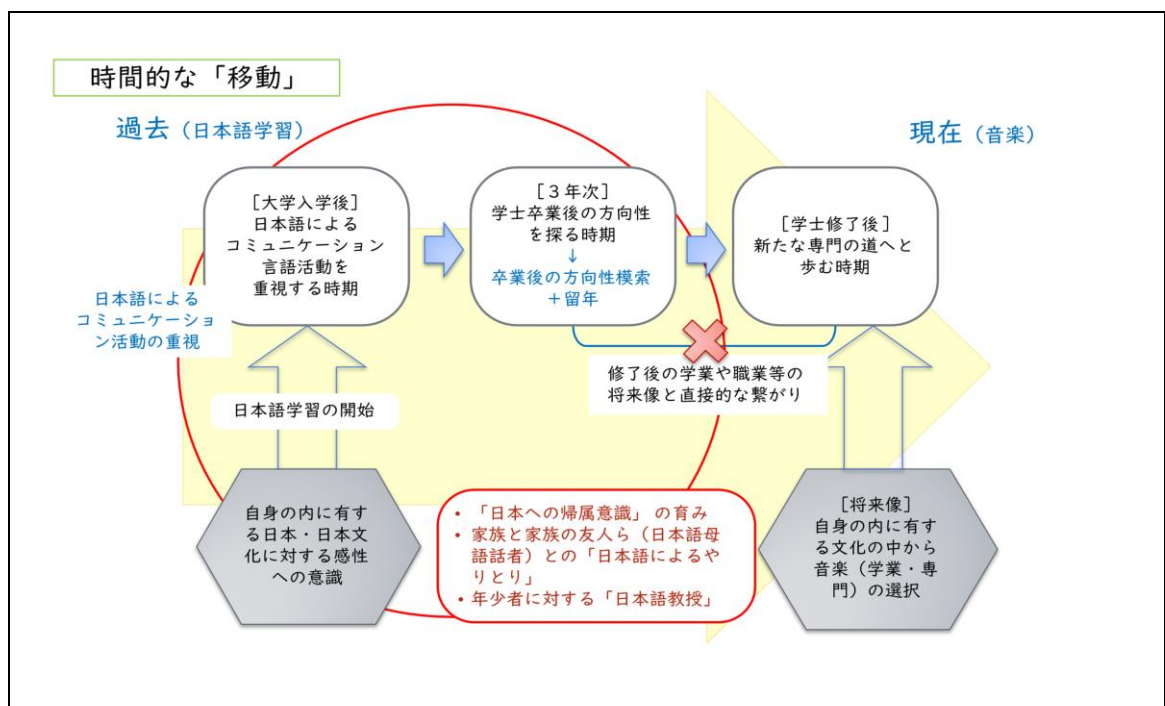 時間的な「移動」
過去（日本語学習）
現在（音楽）
［大学入学後］
日本語による
コミュニケーション
言語活動を
重視する時期
［３年次］
学士卒業後の方向性
を探る時期
↓
卒業後の方向性模索
＋留年
［学士修了後］
新たな専門の道へと
歩む時期
日本語による
コミュニケーショ
ン活動の重視
修了後の学業や職業等の
将来像と直接的な繋がり
日本語学習の開始
自身の内に有す
る日本・日本文
化に対する感性
への意識
• 「日本への帰属意識」の育み
• 家族と家族の友人ら（日本語母
語話者）との「日本語によるや
りとり」
• 年少者に対する「日本語教授」
［将来像］
自身の内に有す
る文化の中から
音楽（学業・専
門）の選択